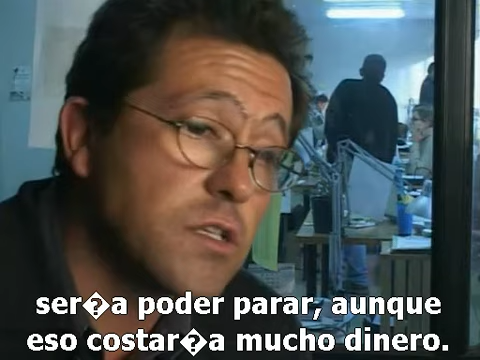 ser�a poder parar, aunque
eso costar�a mucho dinero.